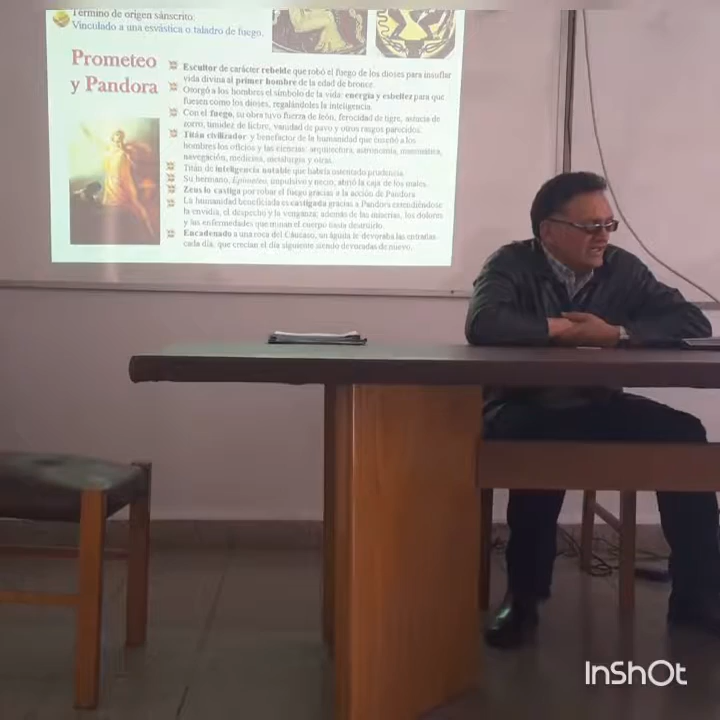 Término de origen sánscrito.
Vinculado a una esvástica o taladro de fuego.
Prometeo
y Pandora
Escultor de carácter rebelde que robó el fuego de los dioses para insuflar
vida divina al primer hombre de la edad de bronce.
Otorgó a los hombres el símbolo de la vida: energía y esbeltez para que
fuesen como los dioses, regalándoles la inteligencia.
Con el fuego, su obra tuvo fuerza de león, ferocidad de tigre, astucia de
zorro, timidez de liebre, vanidad de pavo y otros rasgos parecidos.
Titán civilizador y benefactor de la humanidad que enseñó a los
hombres los oficios y las ciencias: arquitectura, astronomía, matemática,
navegación, medicina, metalurgia y otras.
Titán de inteligencia notable que habría mostrado prudencia.
Su hermano, Epimeteo, impulsivo y necio, abrió la caja de los males.
Zeus lo castiga por robar el fuego gracias a la acción de Pandora
La humanidad beneficiada es castigada gracias a Pandora extendiéndose
la envidia, el despecho y la venganza; además de las miserias, los dolores
y las enfermedades que minan el cuerpo hasta destruirlo.
Encadenado a una roca del Cáucaso, un águila le devoraba las entrañas
cada día, que crecían el día siguiente siendo devoradas de nuevo.
InShOt